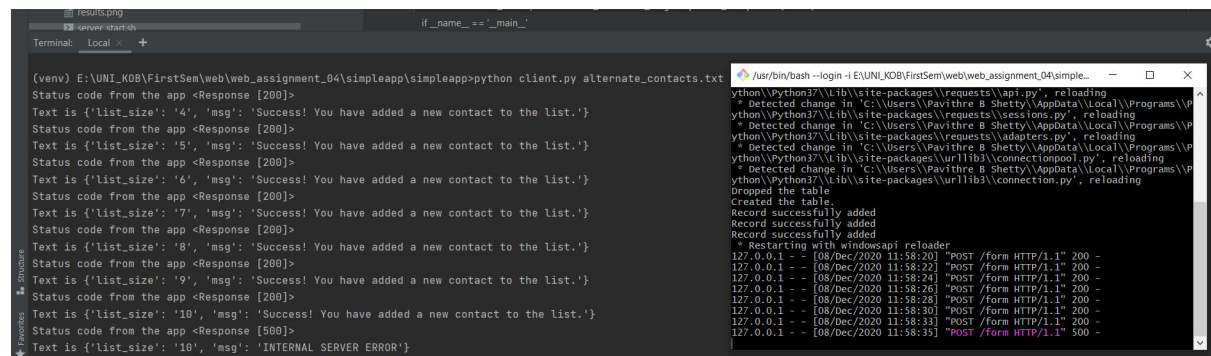 results.png
server_start.sh
if __name__ == '__main__'
Terminal: Local × +
(venv) E:\UNI_KOB\FirstSem\web\web_assignment_04\simpleapp\simpleapp>python client.py alternate_contacts.txt
Status code from the app <Response [200]>
Text is {'list_size': '4', 'msg': 'Success! You have added a new contact to the list.'}
Status code from the app <Response [200]>
Text is {'list_size': '5', 'msg': 'Success! You have added a new contact to the list.'}
Status code from the app <Response [200]>
Text is {'list_size': '6', 'msg': 'Success! You have added a new contact to the list.'}
Status code from the app <Response [200]>
Text is {'list_size': '7', 'msg': 'Success! You have added a new contact to the list.'}
Status code from the app <Response [200]>
Text is {'list_size': '8', 'msg': 'Success! You have added a new contact to the list.'}
Status code from the app <Response [200]>
Text is {'list_size': '9', 'msg': 'Success! You have added a new contact to the list.'}
Status code from the app <Response [200]>
Text is {'list_size': '10', 'msg': 'Success! You have added a new contact to the list.'}
Status code from the app <Response [500]>
Text is {'list_size': '10', 'msg': 'INTERNAL SERVER ERROR'}
Structure
Favorites
/usr/bin/bash --login -i E:\UNI_KOB\FirstSem\web\web_assignment_04\simple...
ython\\Python37\\Lib\\site-packages\\requests\\api.py', reloading
 * Detected change in 'C:\\Users\\Pavithre B Shetty\\AppData\\Local\\Programs\\P
ython\\Python37\\Lib\\site-packages\\requests\\sessions.py', reloading
 * Detected change in 'C:\\Users\\Pavithre B Shetty\\AppData\\Local\\Programs\\P
ython\\Python37\\Lib\\site-packages\\requests\\adapters.py', reloading
 * Detected change in 'C:\\Users\\Pavithre B Shetty\\AppData\\Local\\Programs\\P
ython\\Python37\\Lib\\site-packages\\urllib3\\connectionpool.py', reloading
 * Detected change in 'C:\\Users\\Pavithre B Shetty\\AppData\\Local\\Programs\\P
ython\\Python37\\Lib\\site-packages\\urllib3\\connection.py', reloading
Dropped the table
Created the table.
Record successfully added
Record successfully added
Record successfully added
 * Restarting with windowsapi reloader
127.0.0.1 - - [08/Dec/2020 11:58:20] "POST /form HTTP/1.1" 200 -
127.0.0.1 - - [08/Dec/2020 11:58:22] "POST /form HTTP/1.1" 200 -
127.0.0.1 - - [08/Dec/2020 11:58:24] "POST /form HTTP/1.1" 200 -
127.0.0.1 - - [08/Dec/2020 11:58:26] "POST /form HTTP/1.1" 200 -
127.0.0.1 - - [08/Dec/2020 11:58:28] "POST /form HTTP/1.1" 200 -
127.0.0.1 - - [08/Dec/2020 11:58:30] "POST /form HTTP/1.1" 200 -
127.0.0.1 - - [08/Dec/2020 11:58:33] "POST /form HTTP/1.1" 200 -
127.0.0.1 - - [08/Dec/2020 11:58:35] "POST /form HTTP/1.1" 500 -